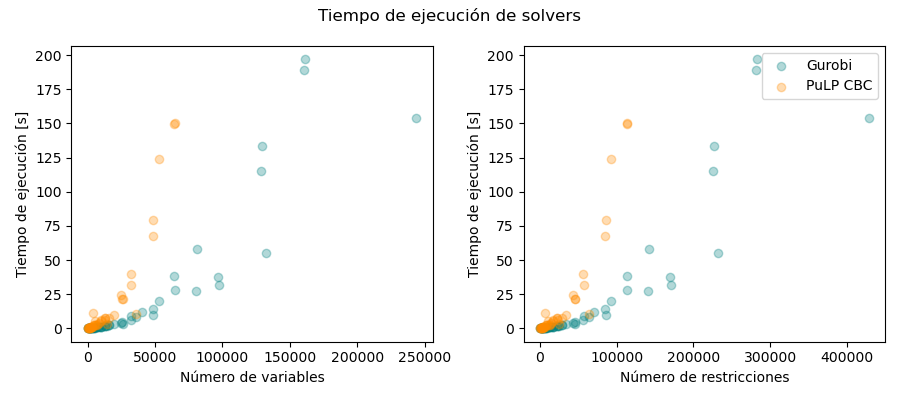 Tiempo de ejecución de solvers
Tiempo de ejecución [s]
200
175
150
125
100
75
50
25
0
0 50000 100000 150000 200000 250000
Número de variables
Tiempo de ejecución [s]
200
175
150
125
100
75
50
25
0
0 100000 200000 300000 400000
Número de restricciones
Gurobi
PuLP CBC